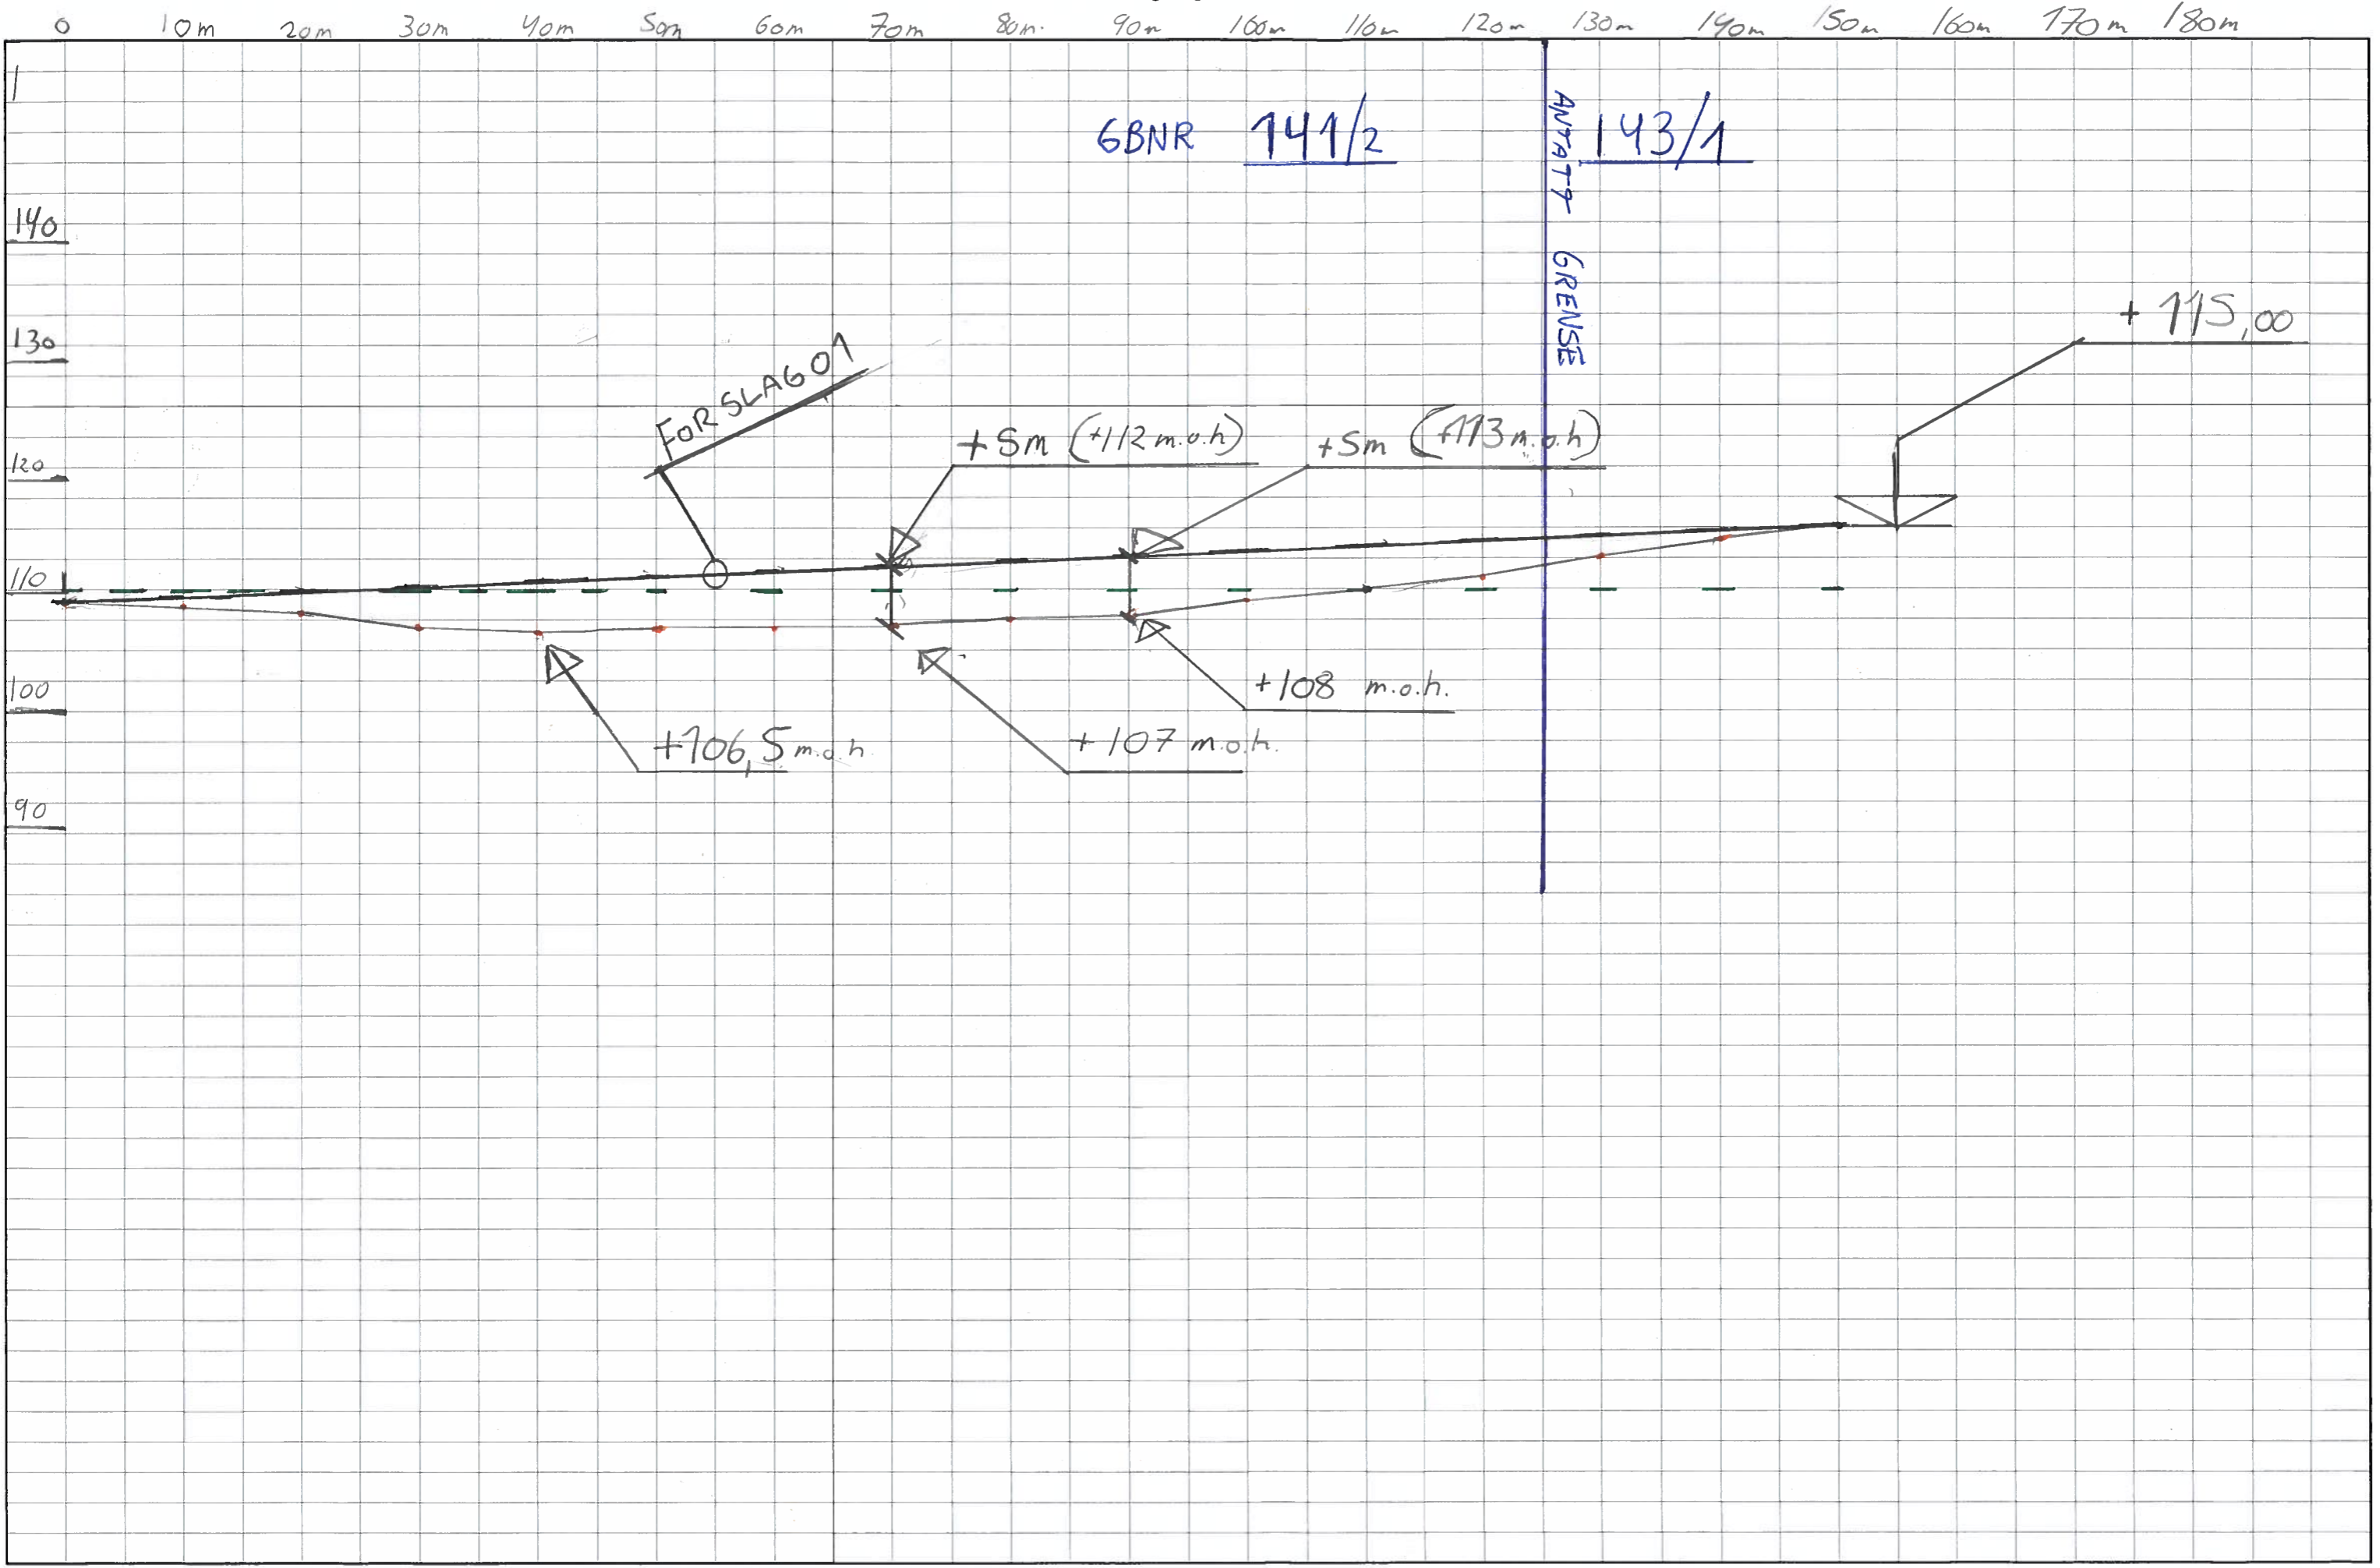 0 10m 20m 30m 40m 50m 60m 70m 80m. 90m 100m 110m 120m 130m 140m 150m 160m 170m 180m
GBNR 141/2 143/1
ANTATT GRENSE
140
130
120
110
100
90
+ 115,00
FORSLAG 01
+5m (+112 m.o.h)
+5m (+113 m.o.h)
+108 m.o.h.
+106,5 m.o.h
+107 m.o.h.